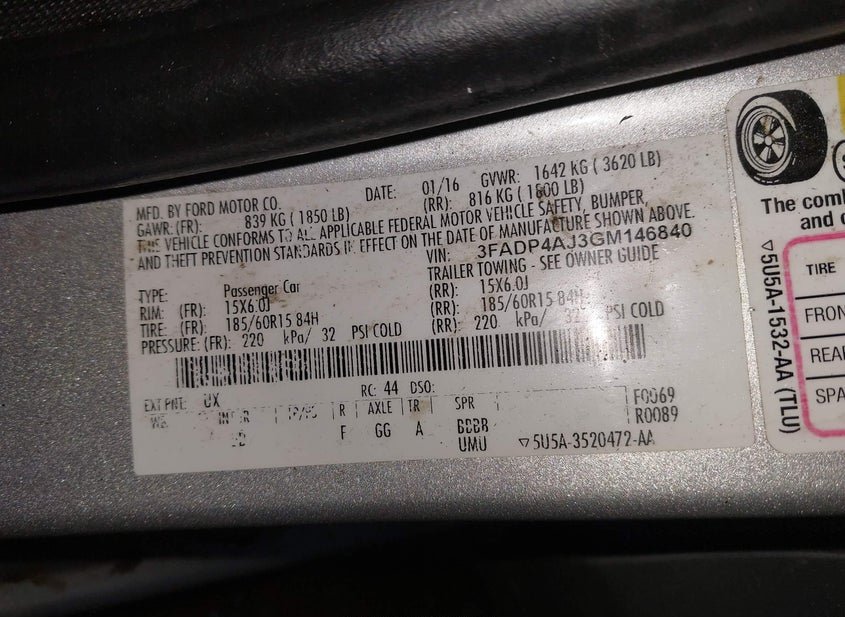 MFD. BY FORD MOTOR CO. DATE: 01/16 GVWR: 1642 KG ( 3620 LB)
GAWR: (FR): 839 KG ( 1850 LB) (RR): 816 KG ( 1800 LB)
THIS VEHICLE CONFORMS TO ALL APPLICABLE FEDERAL MOTOR VEHICLE SAFETY, BUMPER,
AND THEFT PREVENTION STANDARDS IN EFFECT ON THE DATE OF MANUFACTURE SHOWN ABOVE.
VIN: 3FADP4AJ3GM146840
TYPE: Passenger Car TRAILER TOWING - SEE OWNER GUIDE
RIM: (FR): 15X6.0J (RR): 15X6.0J
TIRE: (FR): 185/60R15 84H (RR): 185/60R15 84H
PRESSURE: (FR): 220 kPa/ 32 PSI COLD (RR): 220 kPa/ 32 PSI COLD
EXT PNT: UX RC: 44 DSO:
WB R AXLE TR SPR F0069
F GG A R0089
UMU ▽5U5A-3520472-AA
The comb
and c
TIRE
FRON
REAR
SPA
▽5U5A-1532-AA (TLU)